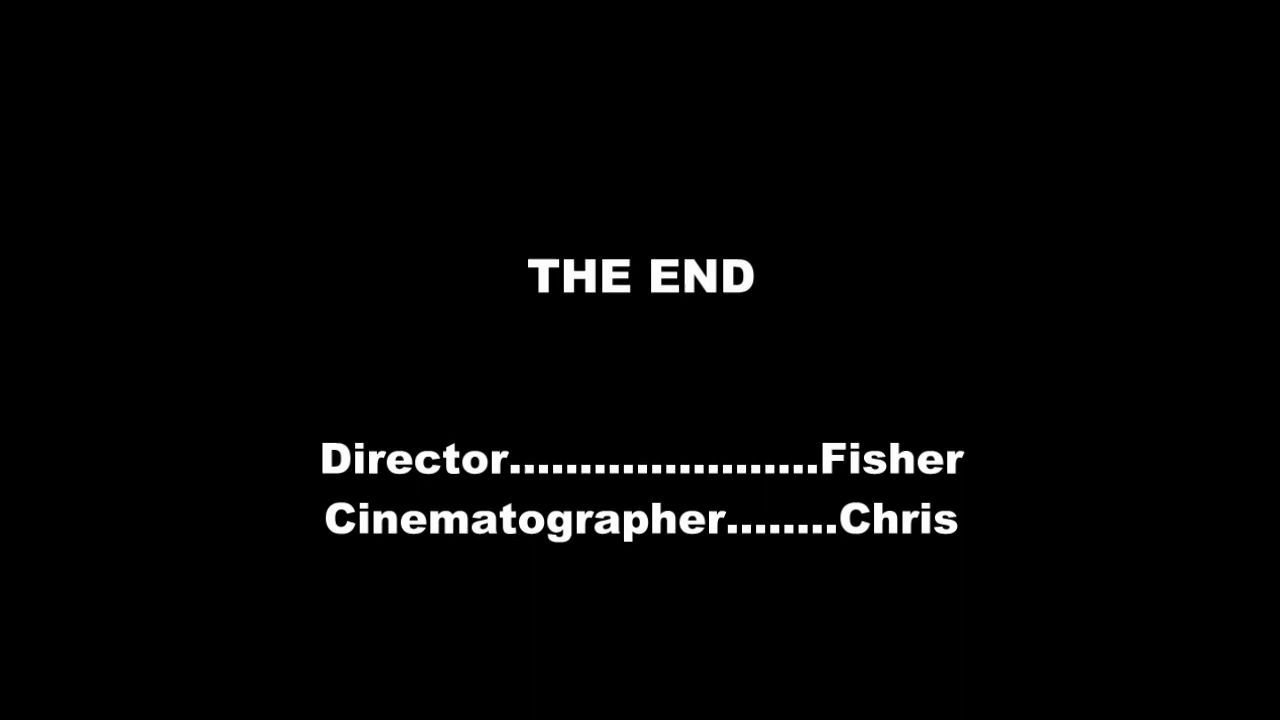 THE END
Director......................Fisher
Cinematographer........Chris